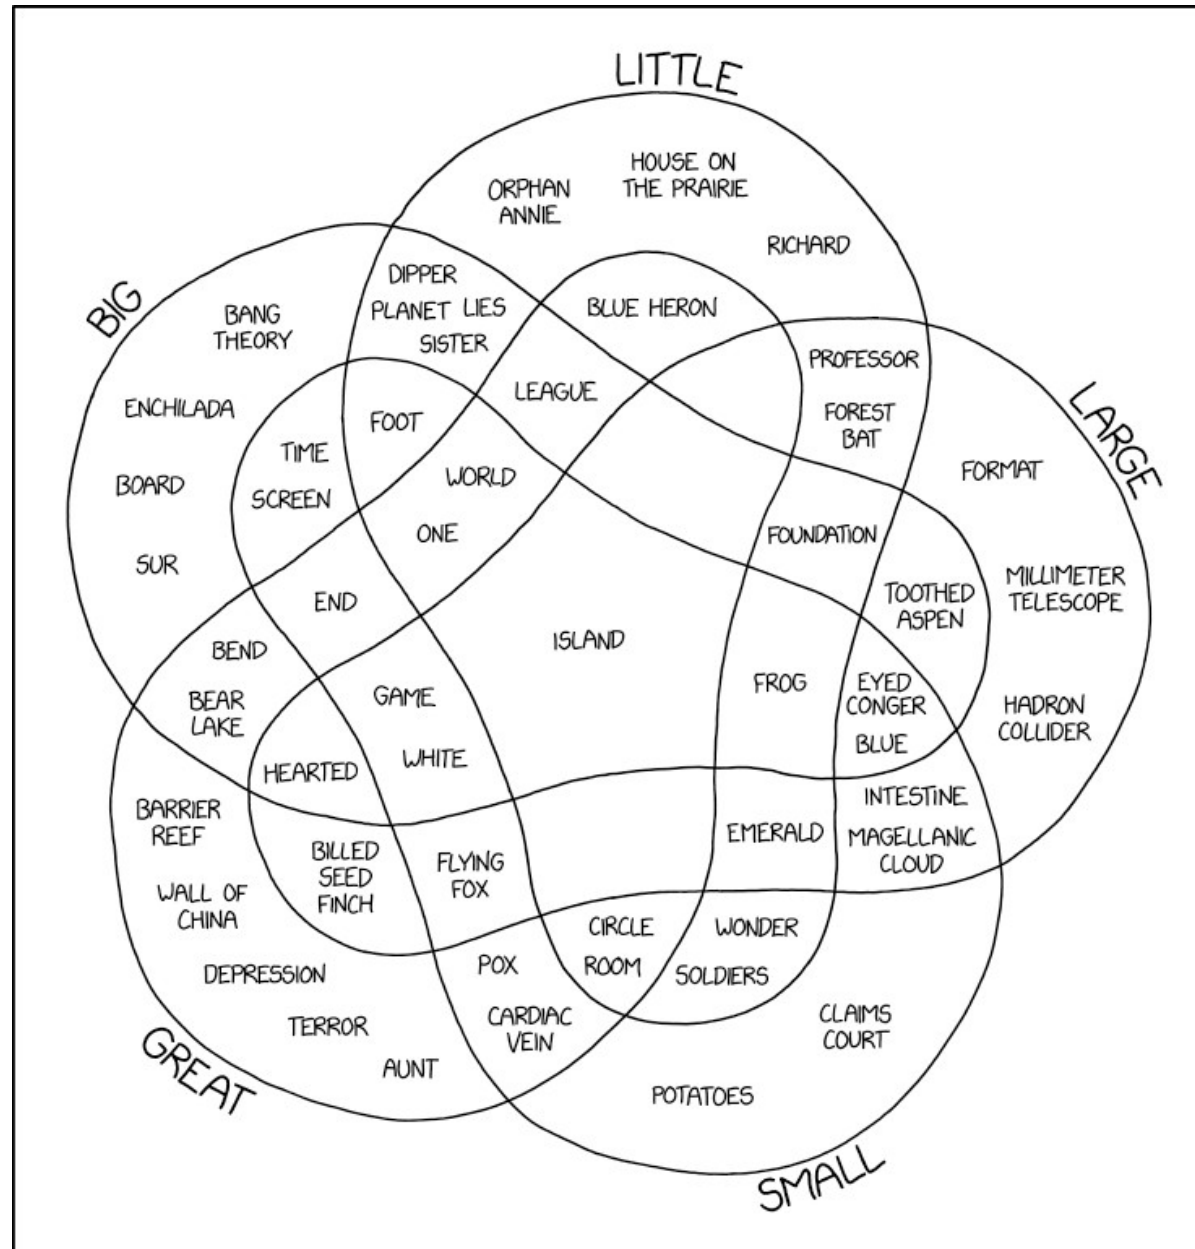 LITTLE
HOUSE ON
THE PRAIRIE
ORPHAN
ANNIE
RICHARD
BIG
DIPPER
PLANET LIES
SISTER
BLUE HERON
BANG
THEORY
PROFESSOR
LARGE
LEAGUE
ENCHILADA
FOOT
FOREST
BAT
TIME
SCREEN
WORLD
FORMAT
BOARD
ONE
FOUNDATION
SUR
END
TOOTHED
ASPEN
MILLIMETER
TELESCOPE
BEND
ISLAND
BEAR
LAKE
GAME
FROG
EYED
CONGER
BLUE
HADRON
COLLIDER
HEARTED
WHITE
BARRIER
REEF
INTESTINE
EMERALD
MAGELLANIC
CLOUD
BILLED
SEED
FINCH
FLYING
FOX
WALL OF
CHINA
CIRCLE
ROOM
WONDER
SOLDIERS
DEPRESSION
POX
CARDIAC
VEIN
TERROR
CLAIMS
COURT
AUNT
GREAT
POTATOES
SMALL